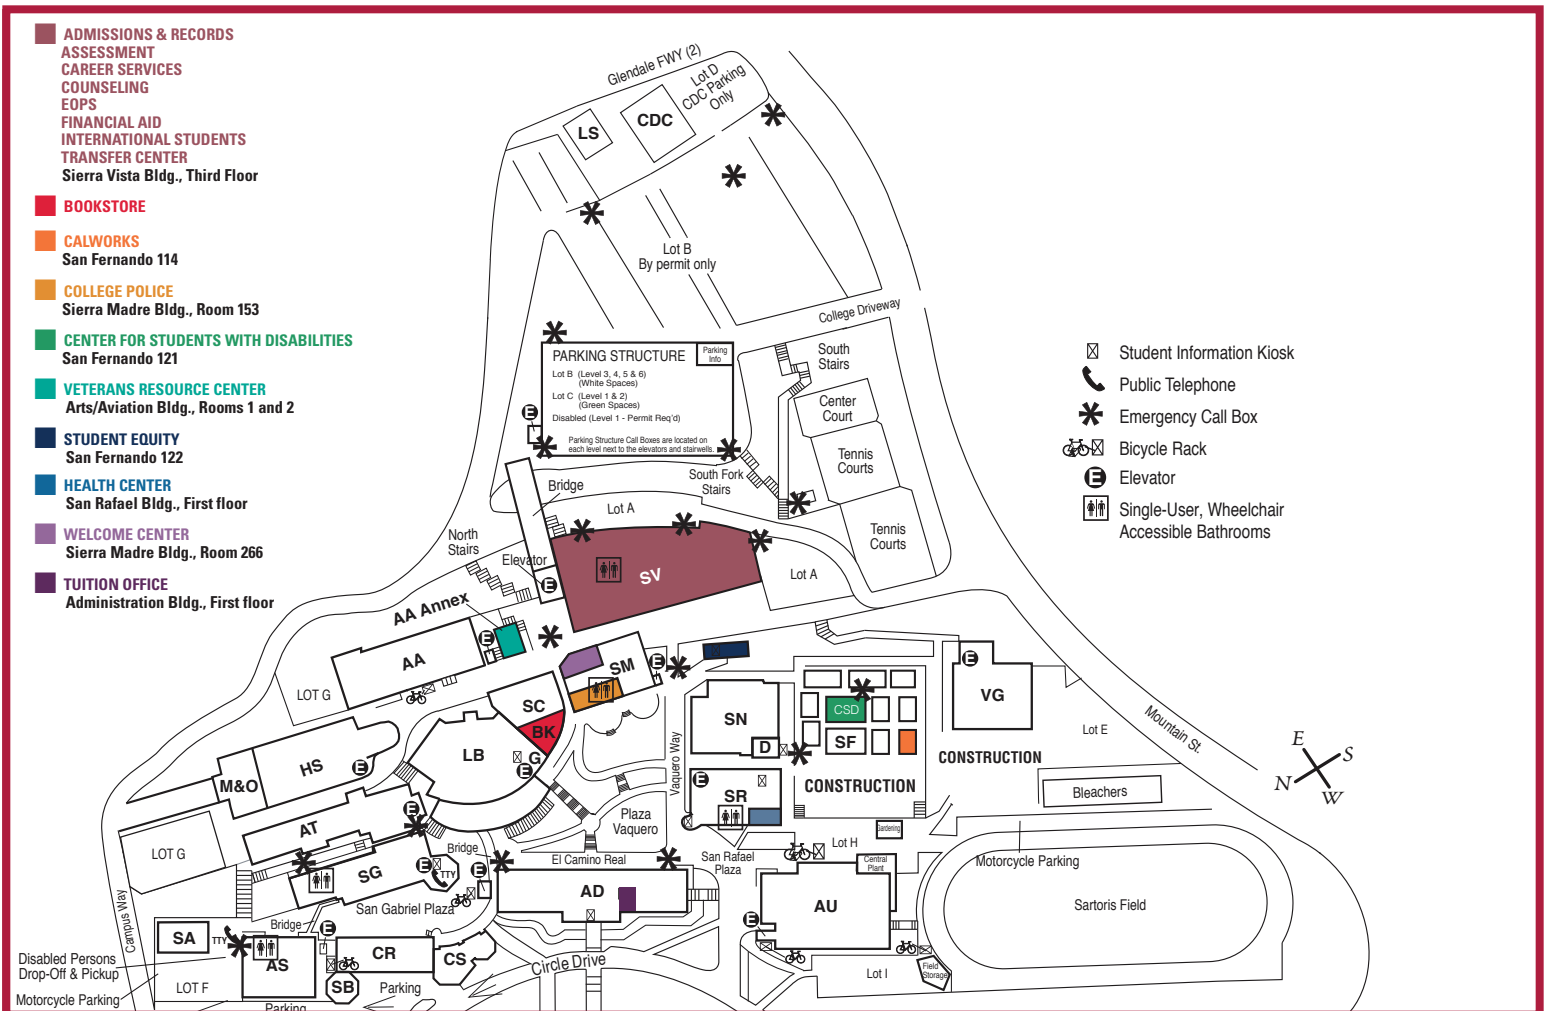 ADMISSIONS & RECORDS
ASSESSMENT
CAREER SERVICES
COUNSELING
EOPS
FINANCIAL AID
INTERNATIONAL STUDENTS
TRANSFER CENTER
Sierra Vista Bldg., Third Floor
BOOKSTORE
CALWORKS
San Fernando 114
COLLEGE POLICE
Sierra Madre Bldg., Room 153
CENTER FOR STUDENTS WITH DISABILITIES
San Fernando 121
VETERANS RESOURCE CENTER
Arts/Aviation Bldg., Rooms 1 and 2
STUDENT EQUITY
San Fernando 122
HEALTH CENTER
San Rafael Bldg., First floor
WELCOME CENTER
Sierra Madre Bldg., Room 266
TUITION OFFICE
Administration Bldg., First floor
Glendale FWY (2)
Lot D
CDC Parking
Only
LS
CDC
Lot B
By permit only
College Driveway
PARKING STRUCTURE
Parking
Info
Lot B (Level 3, 4, 5 & 6)
(White Spaces)
Lot C (Level 1 & 2)
(Green Spaces)
Disabled (Level 1 - Permit Req'd)
Parking Structure Call Boxes are located on
each level next to the elevators and stairwells.
E
South
Stairs
Center
Court
Tennis
Courts
Tennis
Courts
South Fork
Stairs
Bridge
Lot A
North
Stairs
Elevator
E
SV
Lot A
Student Information Kiosk
Public Telephone
Emergency Call Box
Bicycle Rack
E
Elevator
Single-User, Wheelchair
Accessible Bathrooms
AA Annex
AA
E
LOT G
SM
E
SC
BK
LB
G
E
SN
D
CSD
SF
CONSTRUCTION
VG
E
CONSTRUCTION
Lot E
Mountain St.
E
S
N
W
Bleachers
Vaquero Way
SR
E
HS
E
M&O
AT
E
LOT G
SG
E
TTY
Bridge
E
Plaza
Vaquero
El Camino Real
San Rafael
Plaza
Lot H
Gardening
Central
Plant
Motorcycle Parking
Sartoris Field
AD
AU
E
San Gabriel Plaza
Bridge
E
Campus Way
SA
TTY
AS
CR
CS
SB
Circle Drive
Disabled Persons
Drop-Off & Pickup
Motorcycle Parking
LOT F
Parking
Parking
Lot I
Field
Storage